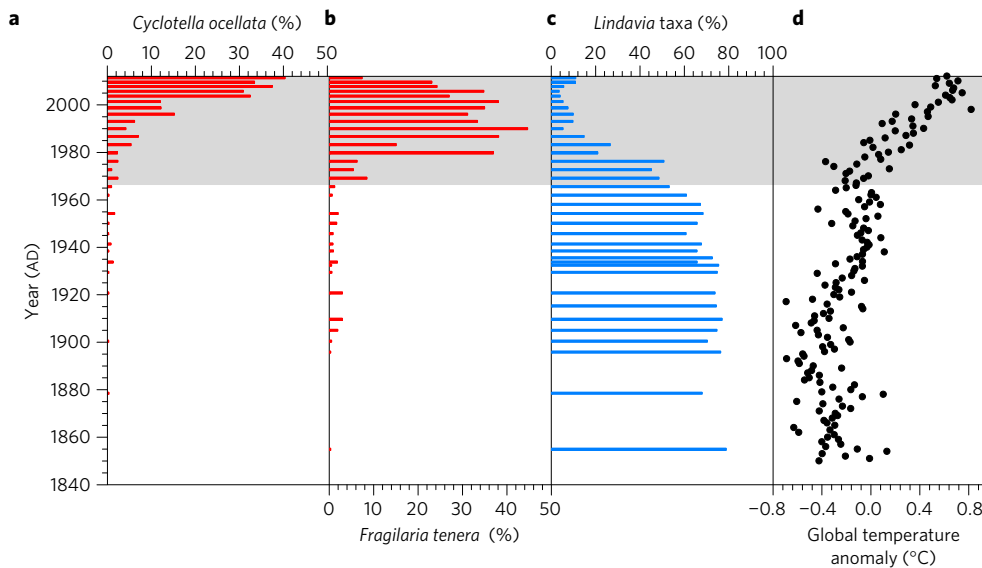 a
Cyclotella ocellata (%)
b
c
Lindavia taxa (%)
d
0 10 20 30 40 50
0 20 40 60 80 100
Year (AD)
2000
1980
1960
1940
1920
1900
1880
1860
1840
0 10 20 30 40 50
−0.8 −0.4 0.0 0.4 0.8
Fragilaria tenera (%)
Global temperature
anomaly (°C)